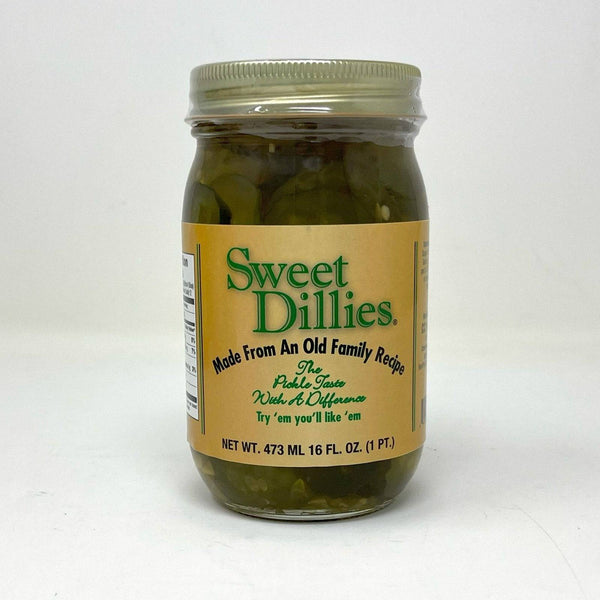 Sweet
Dillies®
Made From An Old Family Recipe
The
Pickle Taste
With A Difference
Try 'em you'll like 'em
NET WT. 473 ML 16 FL. OZ. (1 PT.)